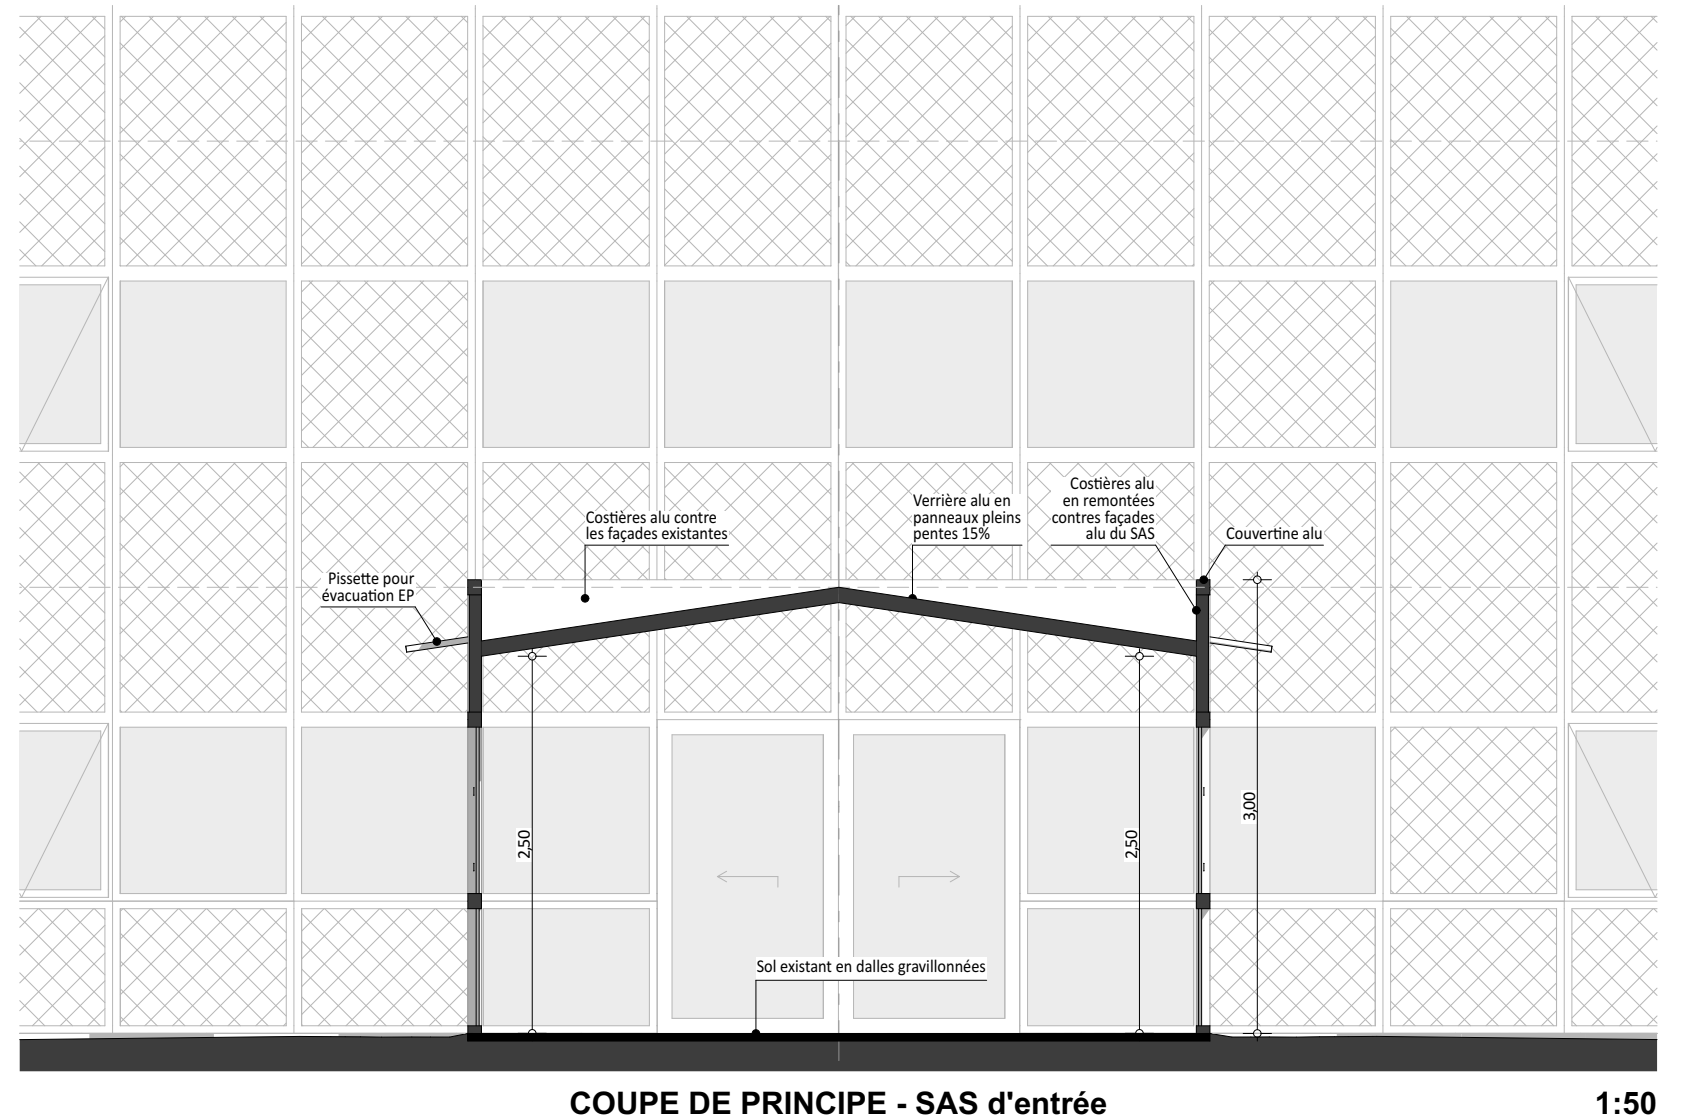 Costières alu
en remontées
contres façades
alu du SAS
Verrière alu en
panneaux pleins
pentes 15%
Costières alu contre
les façades existantes
Couvertine alu
Pissette pour
évacuation EP
2,50
2,50
3,00
Sol existant en dalles gravillonnées
COUPE DE PRINCIPE - SAS d'entrée
1:50